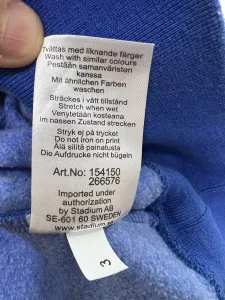 Tvättas med liknande färger
Wash with similar colours
Pestään samanväristen
kanssa
Mit ähnlichen Farben
waschen
Sträckes i vått tillstånd
Stretch when wet
Venytetään kosteana
im nassen Zustand strecken
Stryk ej på trycket
Do not iron on print
Älä silitä painatusta
Die Aufdrucke nicht bügeln
Art.No: 154150
266576
Imported under
authorization
by Stadium AB
SE-601 60 SWEDEN
www.stadium.
3